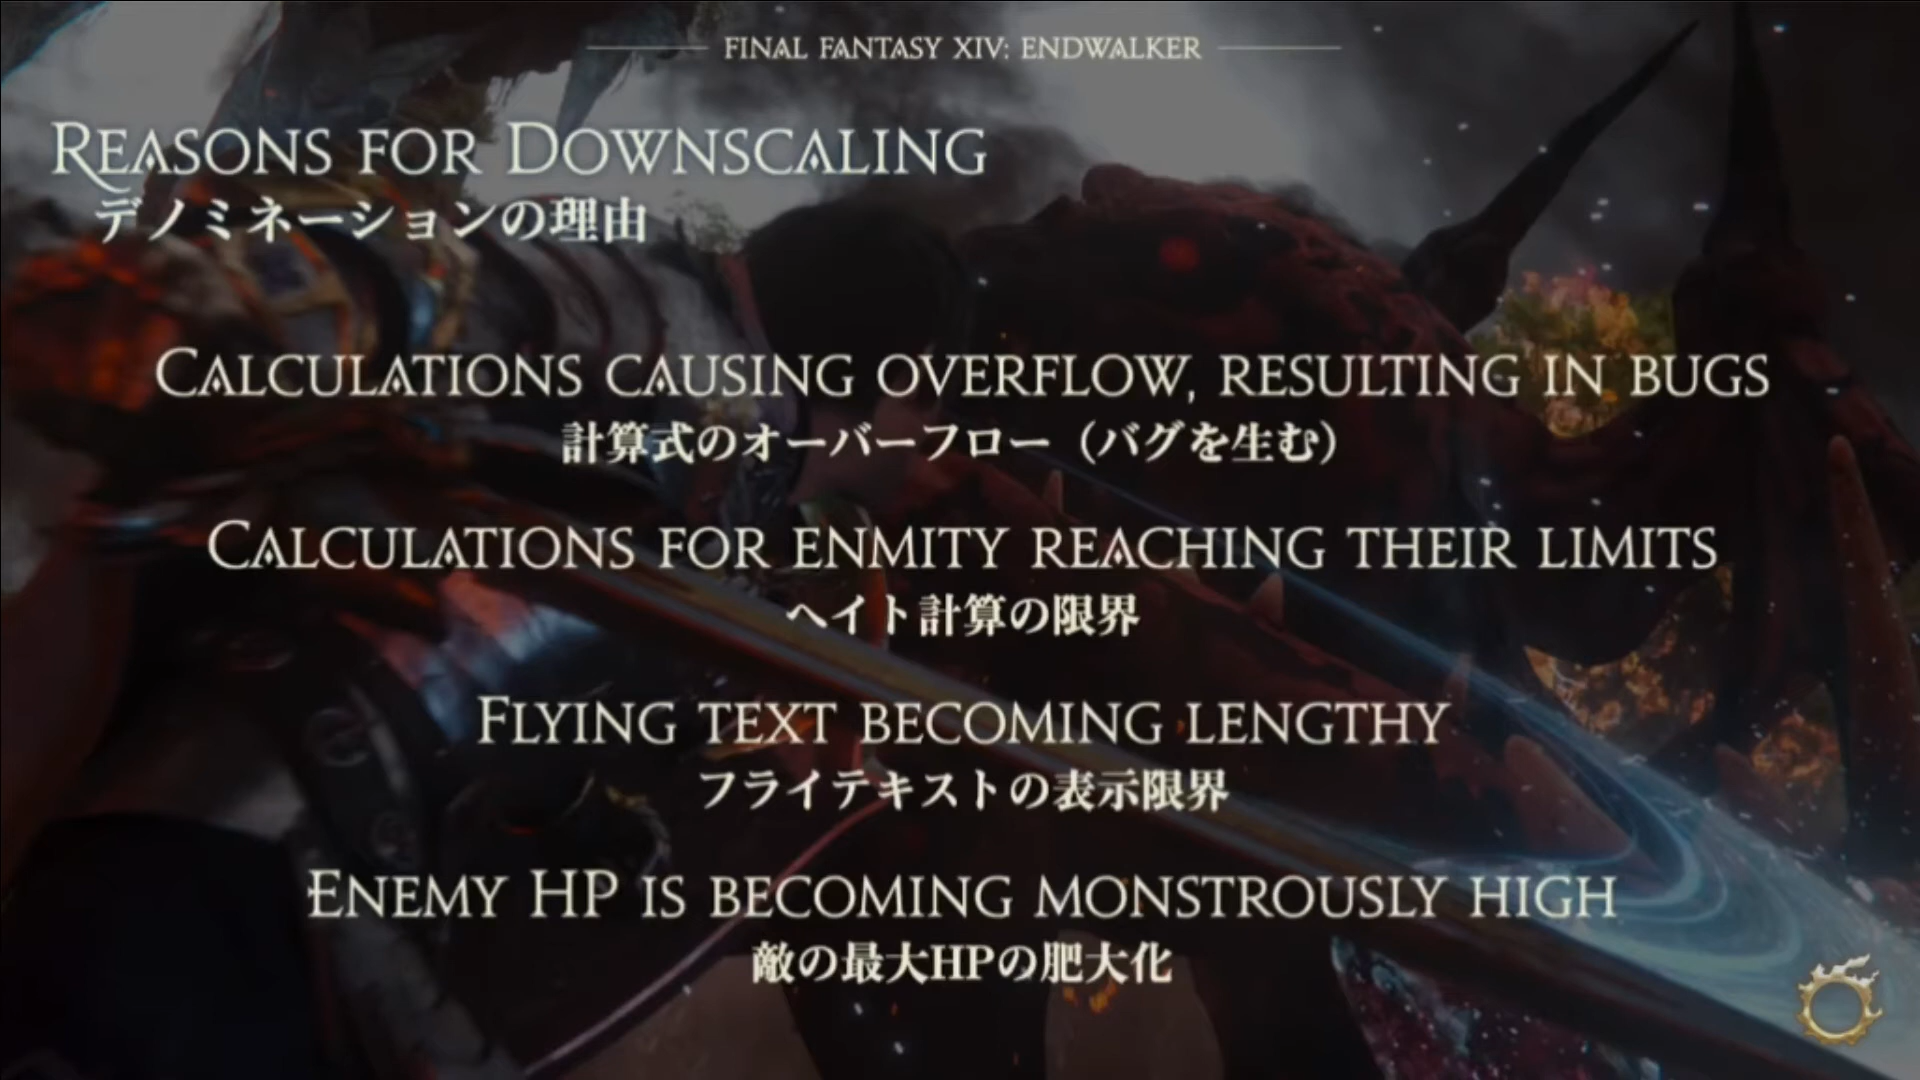 FINAL FANTASY XIV: ENDWALKER
REASONS FOR DOWNSCALING
デノミネーションの理由
CALCULATIONS CAUSING OVERFLOW, RESULTING IN BUGS
計算式のオーバーフロー（バグを生む）
CALCULATIONS FOR ENMITY REACHING THEIR LIMITS
ヘイト計算の限界
FLYING TEXT BECOMING LENGTHY
フライテキストの表示限界
ENEMY HP IS BECOMING MONSTROUSLY HIGH
敵の最大HPの肥大化